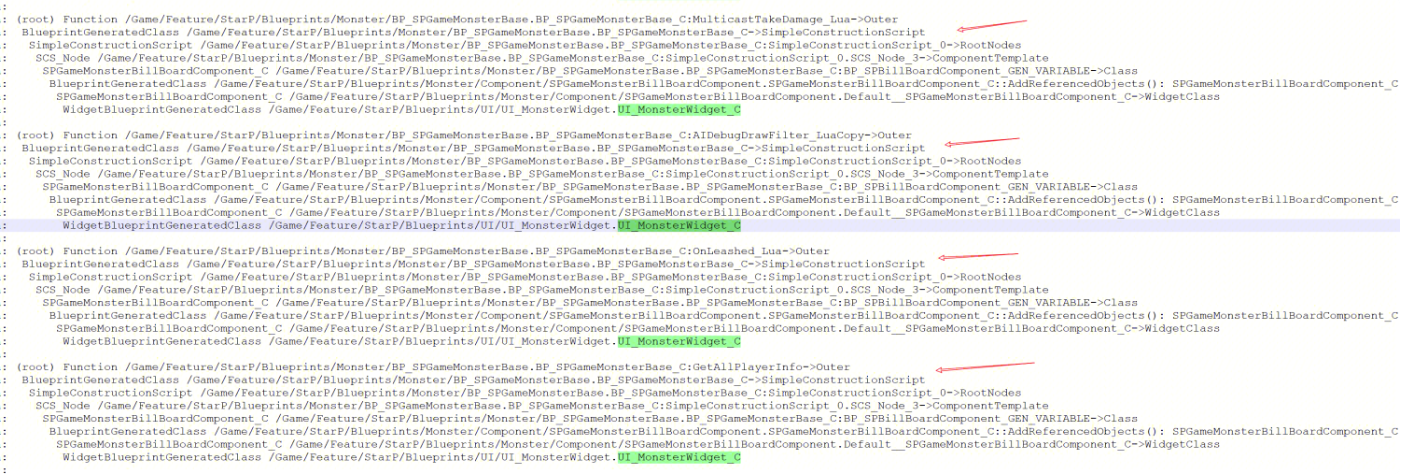 : (root) Function /Game/Feature/StarP/Blueprints/Monster/BP_SPGameMonsterBase.BP_SPGameMonsterBase_C:MulticastTakeDamage_Lua->Outer
: BlueprintGeneratedClass /Game/Feature/StarP/Blueprints/Monster/BP_SPGameMonsterBase.BP_SPGameMonsterBase_C->SimpleConstructionScript
: SimpleConstructionScript /Game/Feature/StarP/Blueprints/Monster/BP_SPGameMonsterBase.BP_SPGameMonsterBase_C:SimpleConstructionScript_0->RootNodes
: SCS_Node /Game/Feature/StarP/Blueprints/Monster/BP_SPGameMonsterBase.BP_SPGameMonsterBase_C:SimpleConstructionScript_0.SCS_Node_3->ComponentTemplate
: SPGameMonsterBillBoardComponent_C /Game/Feature/StarP/Blueprints/Monster/BP_SPGameMonsterBase.BP_SPGameMonsterBase_C:BP_SPBillBoardComponent_GEN_VARIABLE->Class
: BlueprintGeneratedClass /Game/Feature/StarP/Blueprints/Monster/Component/SPGameMonsterBillBoardComponent.SPGameMonsterBillBoardComponent_C::AddReferencedObjects(): SPGameMonsterBillBoardComponent_C
: SPGameMonsterBillBoardComponent_C /Game/Feature/StarP/Blueprints/Monster/Component/SPGameMonsterBillBoardComponent.Default__SPGameMonsterBillBoardComponent_C->WidgetClass
: WidgetBlueprintGeneratedClass /Game/Feature/StarP/Blueprints/UI/UI_MonsterWidget.UI_MonsterWidget_C
:
: (root) Function /Game/Feature/StarP/Blueprints/Monster/BP_SPGameMonsterBase.BP_SPGameMonsterBase_C:AIDebugDrawFilter_LuaCopy->Outer
: BlueprintGeneratedClass /Game/Feature/StarP/Blueprints/Monster/BP_SPGameMonsterBase.BP_SPGameMonsterBase_C->SimpleConstructionScript
: SimpleConstructionScript /Game/Feature/StarP/Blueprints/Monster/BP_SPGameMonsterBase.BP_SPGameMonsterBase_C:SimpleConstructionScript_0->RootNodes
: SCS_Node /Game/Feature/StarP/Blueprints/Monster/BP_SPGameMonsterBase.BP_SPGameMonsterBase_C:SimpleConstructionScript_0.SCS_Node_3->ComponentTemplate
: SPGameMonsterBillBoardComponent_C /Game/Feature/StarP/Blueprints/Monster/BP_SPGameMonsterBase.BP_SPGameMonsterBase_C:BP_SPBillBoardComponent_GEN_VARIABLE->Class
: BlueprintGeneratedClass /Game/Feature/StarP/Blueprints/Monster/Component/SPGameMonsterBillBoardComponent.SPGameMonsterBillBoardComponent_C::AddReferencedObjects(): SPGameMonsterBillBoardComponent_C
: SPGameMonsterBillBoardComponent_C /Game/Feature/StarP/Blueprints/Monster/Component/SPGameMonsterBillBoardComponent.Default__SPGameMonsterBillBoardComponent_C->WidgetClass
: WidgetBlueprintGeneratedClass /Game/Feature/StarP/Blueprints/UI/UI_MonsterWidget.UI_MonsterWidget_C
:
: (root) Function /Game/Feature/StarP/Blueprints/Monster/BP_SPGameMonsterBase.BP_SPGameMonsterBase_C:OnLeashed_Lua->Outer
: BlueprintGeneratedClass /Game/Feature/StarP/Blueprints/Monster/BP_SPGameMonsterBase.BP_SPGameMonsterBase_C->SimpleConstructionScript
: SimpleConstructionScript /Game/Feature/StarP/Blueprints/Monster/BP_SPGameMonsterBase.BP_SPGameMonsterBase_C:SimpleConstructionScript_0->RootNodes
: SCS_Node /Game/Feature/StarP/Blueprints/Monster/BP_SPGameMonsterBase.BP_SPGameMonsterBase_C:SimpleConstructionScript_0.SCS_Node_3->ComponentTemplate
: SPGameMonsterBillBoardComponent_C /Game/Feature/StarP/Blueprints/Monster/BP_SPGameMonsterBase.BP_SPGameMonsterBase_C:BP_SPBillBoardComponent_GEN_VARIABLE->Class
: BlueprintGeneratedClass /Game/Feature/StarP/Blueprints/Monster/Component/SPGameMonsterBillBoardComponent.SPGameMonsterBillBoardComponent_C::AddReferencedObjects(): SPGameMonsterBillBoardComponent_C
: SPGameMonsterBillBoardComponent_C /Game/Feature/StarP/Blueprints/Monster/Component/SPGameMonsterBillBoardComponent.Default__SPGameMonsterBillBoardComponent_C->WidgetClass
: WidgetBlueprintGeneratedClass /Game/Feature/StarP/Blueprints/UI/UI_MonsterWidget.UI_MonsterWidget_C
:
: (root) Function /Game/Feature/StarP/Blueprints/Monster/BP_SPGameMonsterBase.BP_SPGameMonsterBase_C:GetAllPlayerInfo->Outer
: BlueprintGeneratedClass /Game/Feature/StarP/Blueprints/Monster/BP_SPGameMonsterBase.BP_SPGameMonsterBase_C->SimpleConstructionScript
: SimpleConstructionScript /Game/Feature/StarP/Blueprints/Monster/BP_SPGameMonsterBase.BP_SPGameMonsterBase_C:SimpleConstructionScript_0->RootNodes
: SCS_Node /Game/Feature/StarP/Blueprints/Monster/BP_SPGameMonsterBase.BP_SPGameMonsterBase_C:SimpleConstructionScript_0.SCS_Node_3->ComponentTemplate
: SPGameMonsterBillBoardComponent_C /Game/Feature/StarP/Blueprints/Monster/BP_SPGameMonsterBase.BP_SPGameMonsterBase_C:BP_SPBillBoardComponent_GEN_VARIABLE->Class
: BlueprintGeneratedClass /Game/Feature/StarP/Blueprints/Monster/Component/SPGameMonsterBillBoardComponent.SPGameMonsterBillBoardComponent_C::AddReferencedObjects(): SPGameMonsterBillBoardComponent_C
: SPGameMonsterBillBoardComponent_C /Game/Feature/StarP/Blueprints/Monster/Component/SPGameMonsterBillBoardComponent.Default__SPGameMonsterBillBoardComponent_C->WidgetClass
: WidgetBlueprintGeneratedClass /Game/Feature/StarP/Blueprints/UI/UI_MonsterWidget.UI_MonsterWidget_C
: